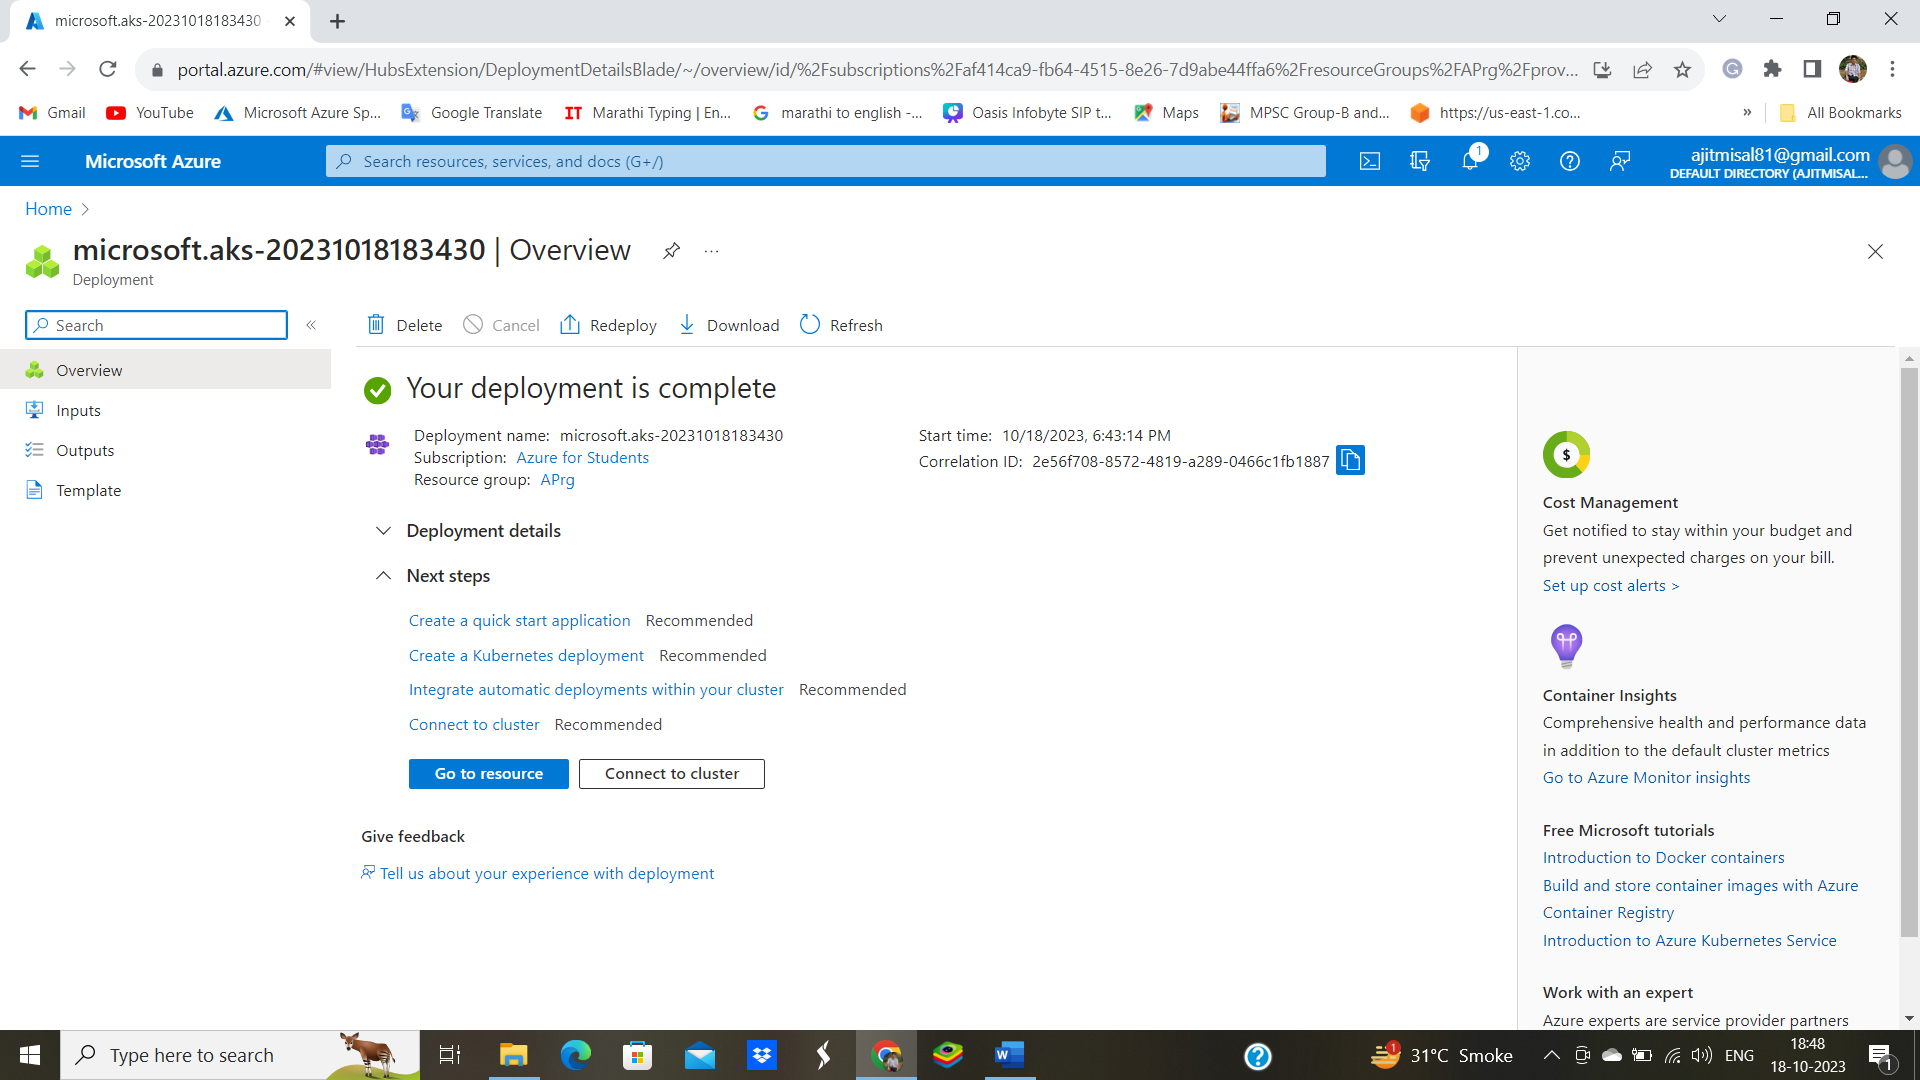 microsoft.aks-20231018183430
portal.azure.com/#view/HubsExtension/DeploymentDetailsBlade/~/overview/id/%2Fsubscriptions%2Faf414ca9-fb64-4515-8e26-7d9abe44ffa6%2FresourceGroups%2FAPrg%2Fprov...
Gmail YouTube Microsoft Azure Sp... Google Translate IT Marathi Typing | En... marathi to english -... Oasis Infobyte SIP t... Maps MPSC Group-B and... https://us-east-1.co... » All Bookmarks
Microsoft Azure
Search resources, services, and docs (G+/)
1
ajitmisal81@gmail.com
DEFAULT DIRECTORY (AJITMISAL...
Home >
microsoft.aks-20231018183430 | Overview ...
Deployment
Search «
Delete Cancel Redeploy Download Refresh
Overview
Inputs
Outputs
Template
Your deployment is complete
Deployment name: microsoft.aks-20231018183430
Subscription: Azure for Students
Resource group: APrg
Start time: 10/18/2023, 6:43:14 PM
Correlation ID: 2e56f708-8572-4819-a289-0466c1fb1887
Deployment details
Next steps
Create a quick start application Recommended
Create a Kubernetes deployment Recommended
Integrate automatic deployments within your cluster Recommended
Connect to cluster Recommended
Go to resource Connect to cluster
Give feedback
Tell us about your experience with deployment
$
Cost Management
Get notified to stay within your budget and
prevent unexpected charges on your bill.
Set up cost alerts >
Container Insights
Comprehensive health and performance data
in addition to the default cluster metrics
Go to Azure Monitor insights
Free Microsoft tutorials
Introduction to Docker containers
Build and store container images with Azure
Container Registry
Introduction to Azure Kubernetes Service
Work with an expert
Azure experts are service provider partners
Type here to search
1 31°C Smoke ENG
18:48
18-10-2023
1